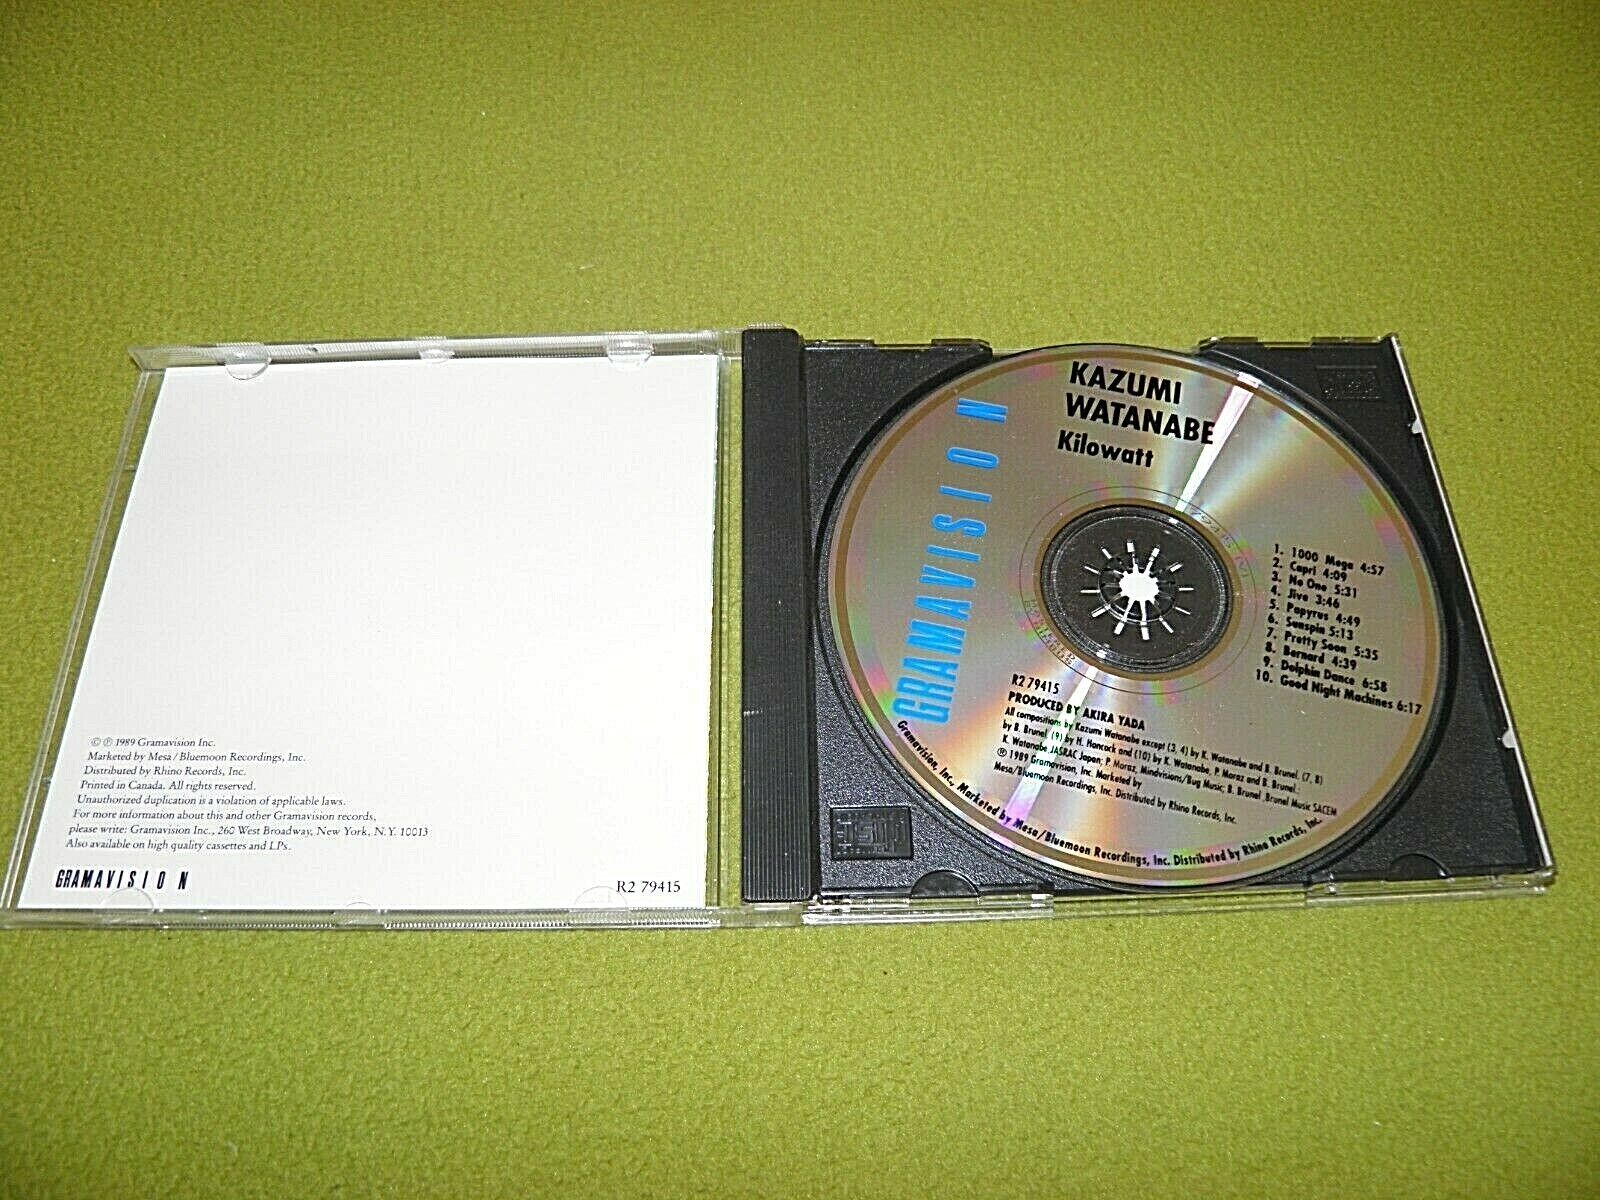 © ℗ 1989 Gramavision Inc.
Marketed by Mesa/Bluemoon Recordings, Inc.
Distributed by Rhino Records, Inc.
Printed in Canada. All rights reserved.
Unauthorized duplication is a violation of applicable laws.
For more information about this and other Gramavision records,
please write: Gramavision Inc., 260 West Broadway, New York, N.Y. 10013
Also available on high quality cassettes and LPs.
GRAMAVISION
R2 79415
KAZUMI
WATANABE
Kilowatt
GRAMAVISION
1. 1000 Mega 4:57
2. Capri 4:09
3. No One 5:31
4. Jive 3:46
5. Papyrus 4:49
6. Sunspin 5:13
7. Pretty Soon 5:35
8. Bernard 4:39
9. Dolphin Dance 6:58
10. Good Night Machines 6:17
R2 79415
PRODUCED BY AKIRA YADA
All compositions by Kazumi Watanabe except (3, 4) by K. Watanabe and B. Brunel. (7, 8)
by B. Brunel. (9) by H. Hancock and (10) by K. Watanabe, P. Moraz and B. Brunel.:
K. Watanabe JASRAC Japan; P. Moraz, Mindvisions/Bug Music; B. Brunel, Brunel Music SACEM
℗ 1989 Gramavision, Inc. Marketed by
Mesa/Bluemoon Recordings, Inc. Distributed by Rhino Records, Inc.
Gramavision, Inc., Marketed by Mesa/Bluemoon Recordings, Inc. Distributed by Rhino Records, Inc.